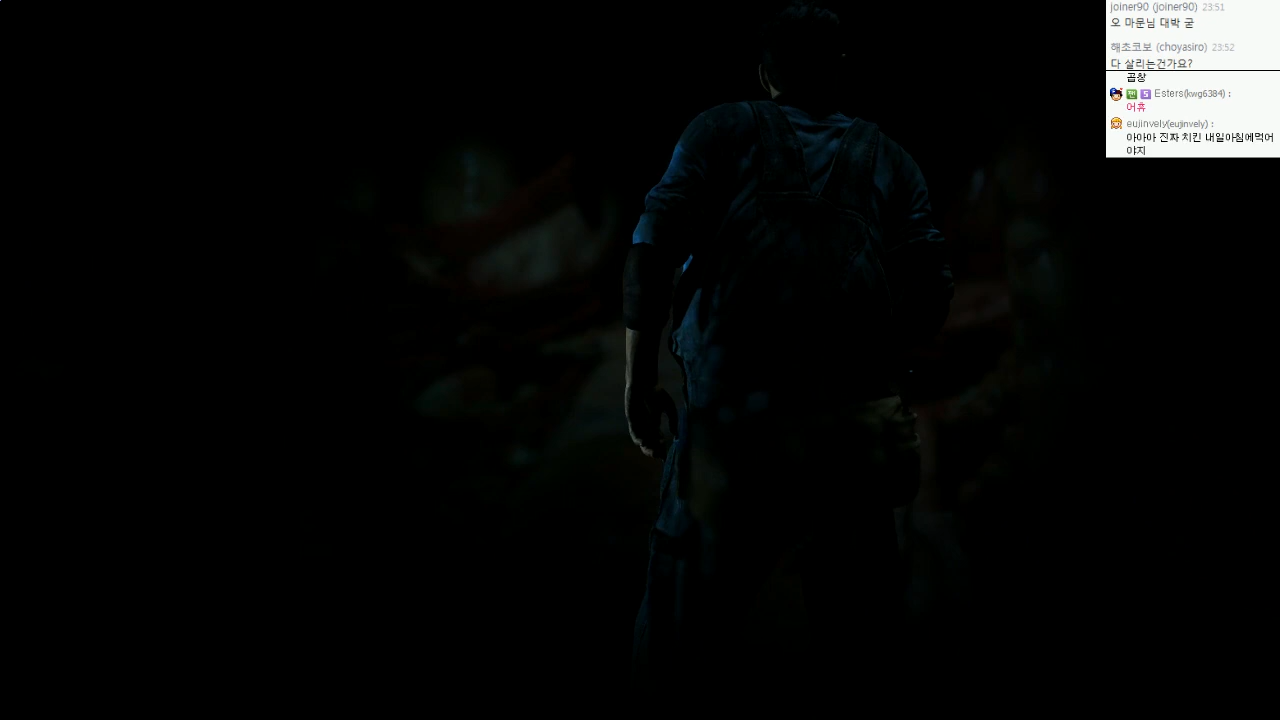 joiner90 (joiner90) 23:51
오 마문님 대박 굳
해초코보 (choyasiro) 23:52
다 살리는건가요?
곱창
팬 5 Esters(kwg6384) :
어휴
eujinvely(eujinvely) :
아아아 진짜 치킨 내일아침에먹어
야지